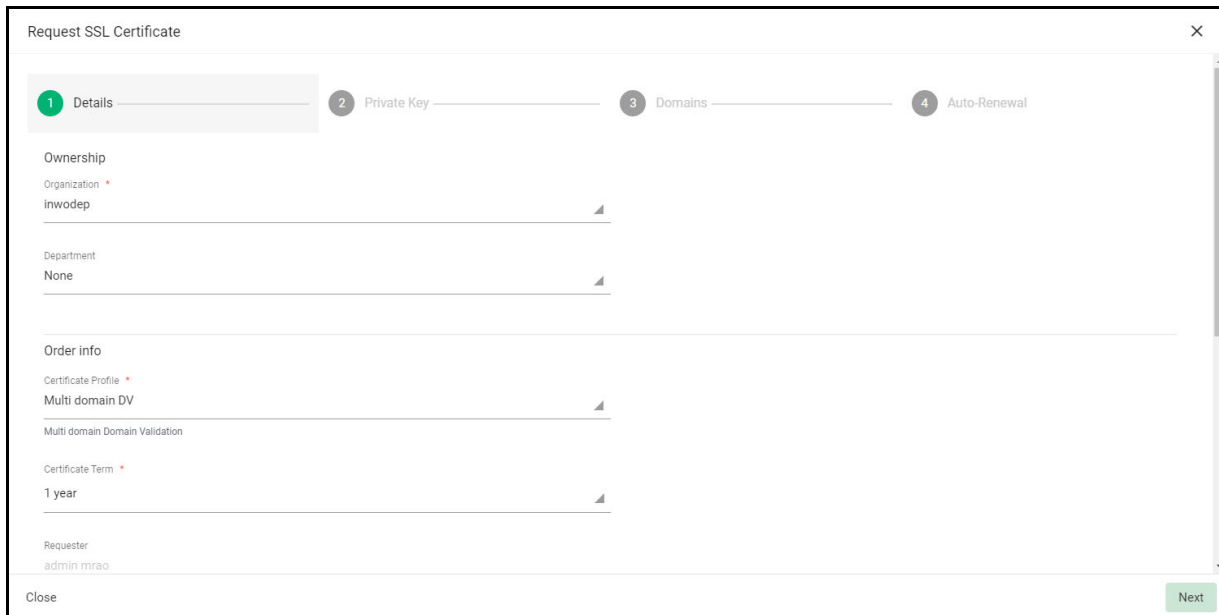 Request SSL Certificate
1 Details 2 Private Key 3 Domains 4 Auto-Renewal
Ownership
Organization *
inwodep
Department
None
Order info
Certificate Profile *
Multi domain DV
Multi domain Domain Validation
Certificate Term *
1 year
Requester
admin mrao
Close Next